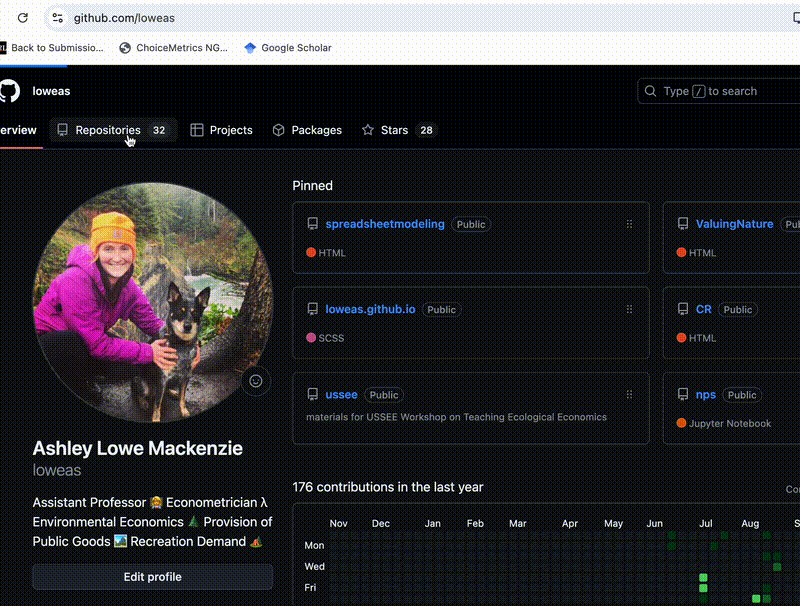 github.com/loweas
Back to Submissio...
ChoiceMetrics NG...
Google Scholar
loweas
Type / to search
erview
Repositories 32
Projects
Packages
Stars 28
Pinned
spreadsheetmodeling Public
HTML
ValuingNature
HTML
loweas.github.io Public
SCSS
CR Public
HTML
ussee Public
materials for USSEE Workshop on Teaching Ecological Economics
nps Public
Jupyter Notebook
Ashley Lowe Mackenzie
loweas
Assistant Professor 👩‍🏫 Econometrician λ
Environmental Economics 🌲 Provision of
Public Goods 🏞️ Recreation Demand 🏕️
Edit profile
176 contributions in the last year
Nov Dec Jan Feb Mar Apr May Jun Jul Aug
Mon
Wed
Fri